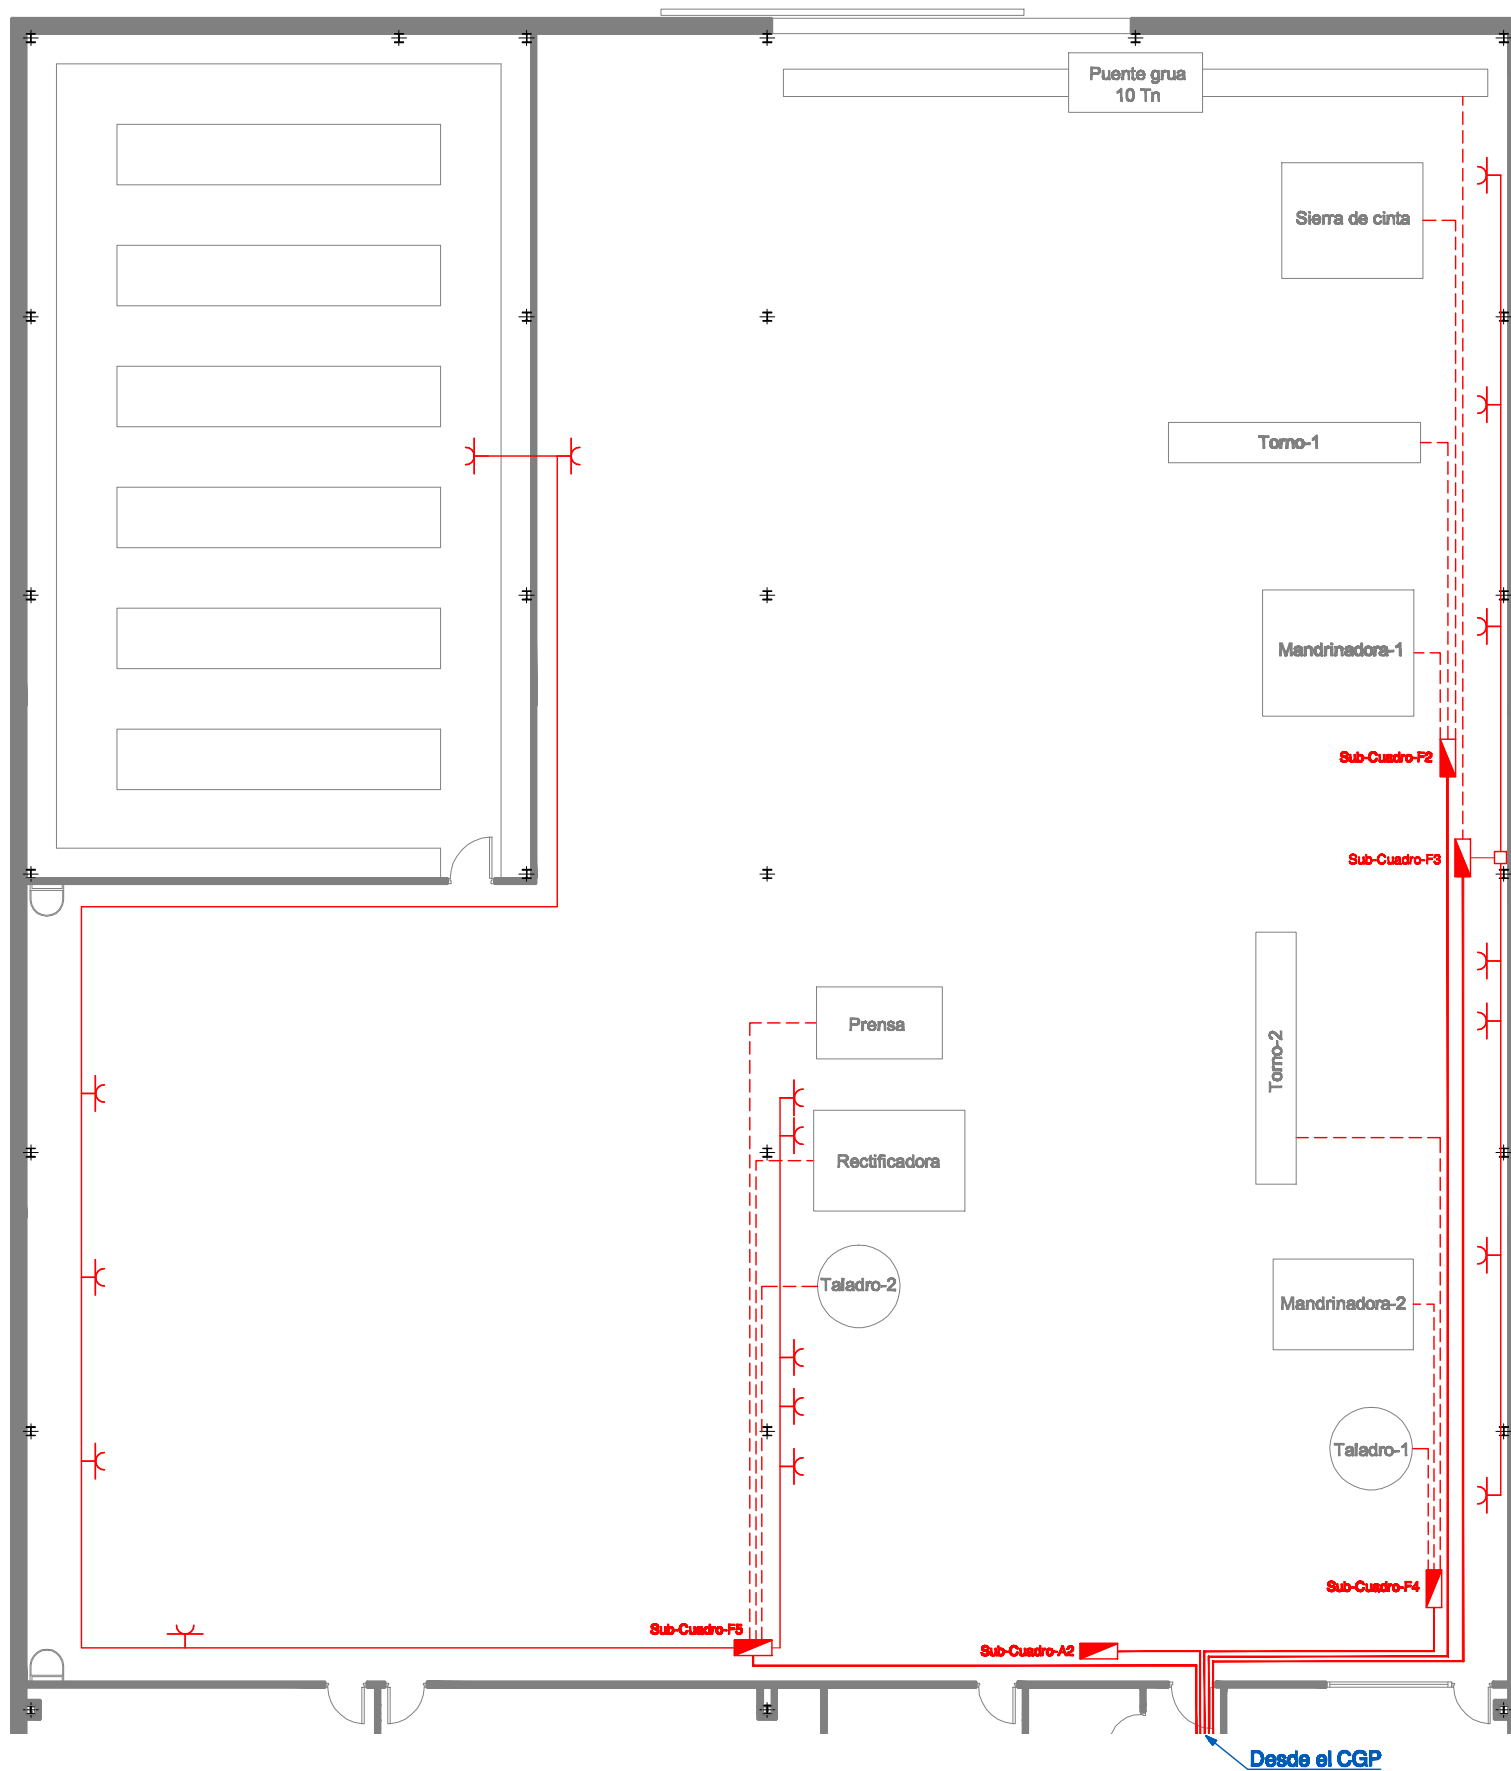 Puente grua
10 Tn
Sierra de cinta
Torno-1
Mandrinadora-1
Sub-Cuadro-F2
Sub-Cuadro-F3
Prensa
Torno-2
Rectificadora
Taladro-2
Mandrinadora-2
Taladro-1
Sub-Cuadro-F4
Sub-Cuadro-F5
Sub-Cuadro-A2
Desde el CGP